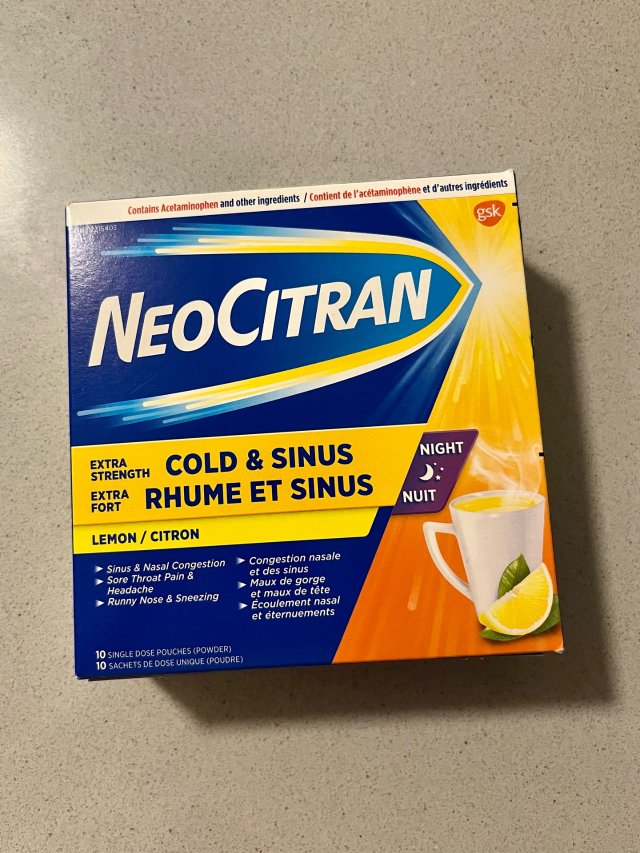 Contains Acetaminophen and other ingredients / Contient de l'acétaminophène et d'autres ingrédients
gsk
NEOCITRAN
EXTRA STRENGTH COLD & SINUS
EXTRA FORT RHUME ET SINUS
NIGHT
NUIT
LEMON / CITRON
➤ Sinus & Nasal Congestion
➤ Sore Throat Pain &
Headache
➤ Runny Nose & Sneezing
➤ Congestion nasale
et des sinus
➤ Maux de gorge
et maux de tête
➤ Écoulement nasal
et éternuements
10 SINGLE DOSE POUCHES (POWDER)
10 SACHETS DE DOSE UNIQUE (POUDRE)